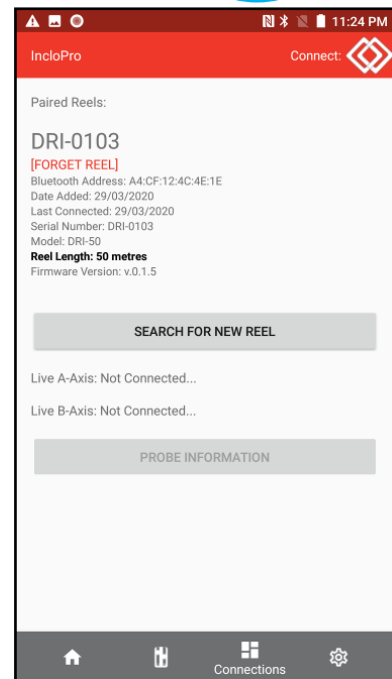 11:24 PM
IncloPro
Connect:
Paired Reels:
DRI-0103
[FORGET REEL]
Bluetooth Address: A4:CF:12:4C:4E:1E
Date Added: 29/03/2020
Last Connected: 29/03/2020
Serial Number: DRI-0103
Model: DRI-50
Reel Length: 50 metres
Firmware Version: v.0.1.5
SEARCH FOR NEW REEL
Live A-Axis: Not Connected...
Live B-Axis: Not Connected...
PROBE INFORMATION
Connections